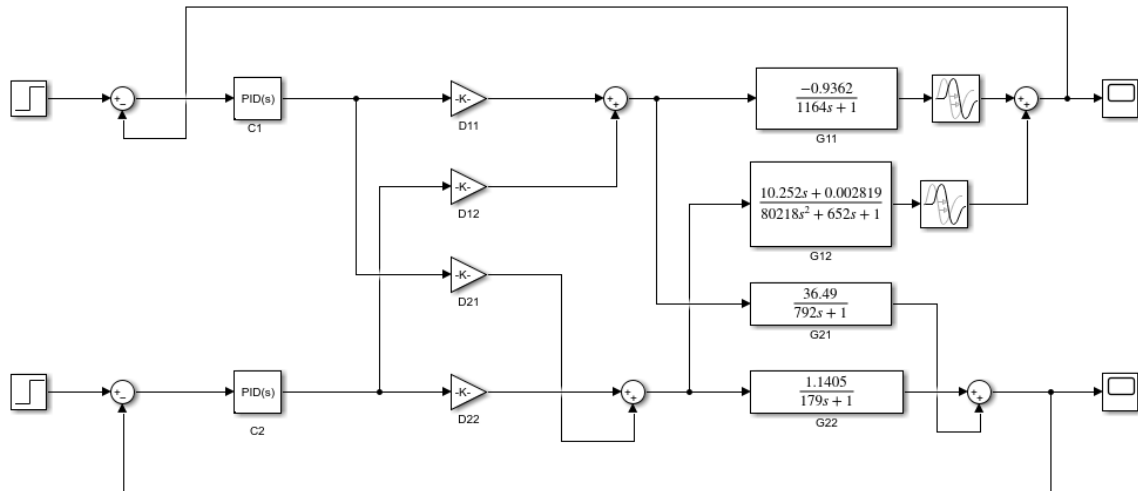 PID(s)
C1
-K-
D11
-0.9362
1164s + 1
G11
-K-
D12
10.252s + 0.002819
80218s² + 652s + 1
G12
-K-
D21
36.49
792s + 1
G21
PID(s)
C2
-K-
D22
1.1405
179s + 1
G22